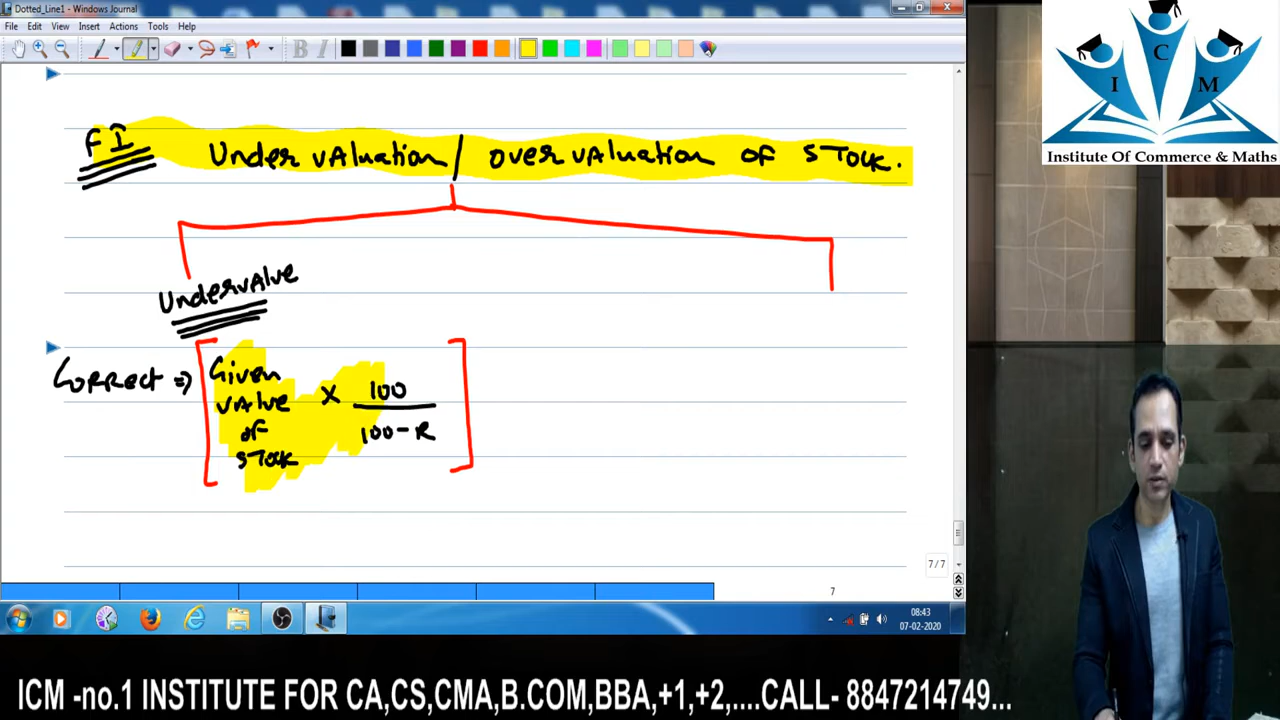 Dotted_Line1 - Windows Journal
File Edit View Insert Actions Tools Help
B I
I C M
Institute Of Commerce & Maths
F I Under vAluation / over vAluation of stock.
UndervAlue
Correct ⇒ Given
vAlue
of
stock
× 100
100-R
7/7
7
08:43
07-02-2020
ICM -no.1 INSTITUTE FOR CA,CS,CMA,B.COM,BBA,+1,+2,....CALL- 8847214749...